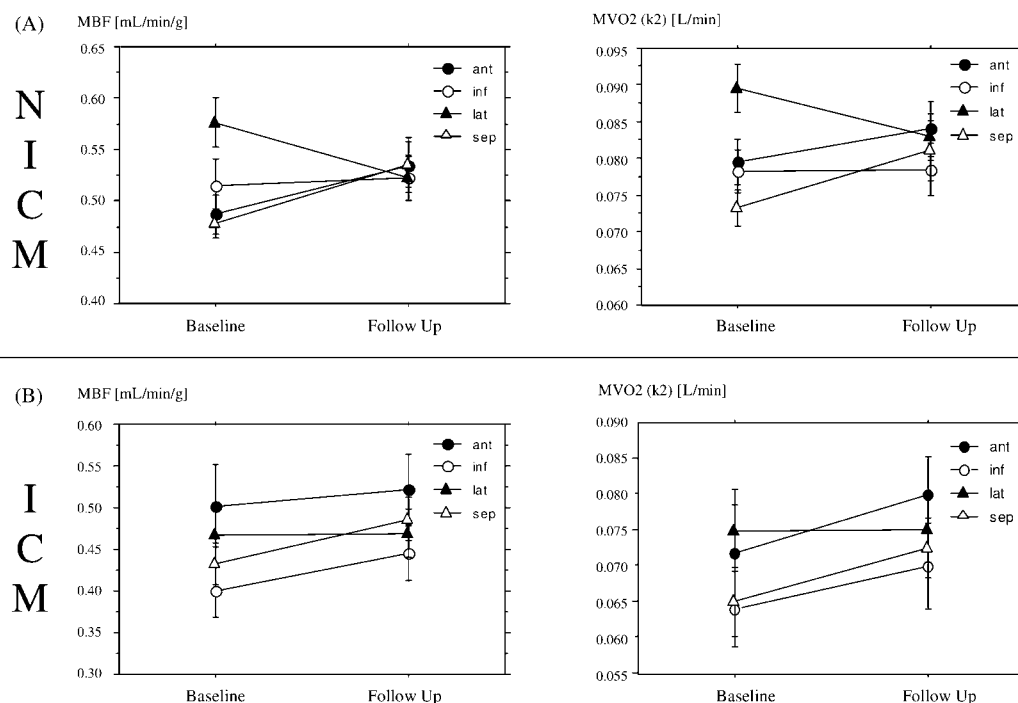 (A)
MBF [mL/min/g]
0.65
0.60
0.55
0.50
0.45
0.40
ant
inf
lat
sep
Baseline
Follow Up
MVO2 (k2) [L/min]
0.095
0.090
0.085
0.080
0.075
0.070
0.065
0.060
ant
inf
lat
sep
Baseline
Follow Up
N
I
C
M
(B)
MBF [mL/min/g]
0.60
0.55
0.50
0.45
0.40
0.35
0.30
ant
inf
lat
sep
Baseline
Follow Up
MVO2 (k2) [L/min]
0.090
0.085
0.080
0.075
0.070
0.065
0.060
0.055
ant
inf
lat
sep
Baseline
Follow Up
I
C
M